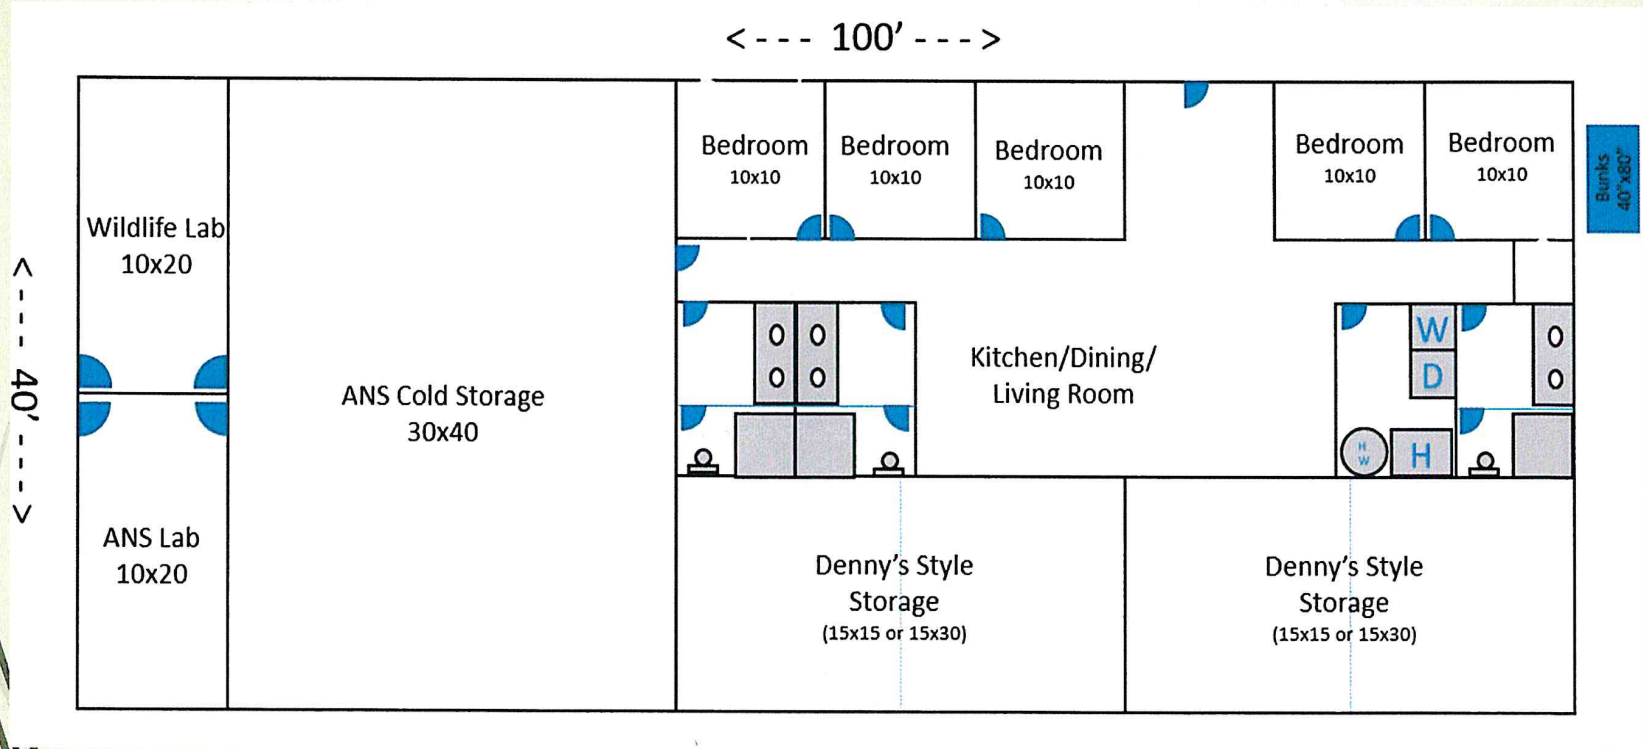 < - - - 100’ - - - >
Bedroom
10x10
Bedroom
10x10
Bedroom
10x10
Bedroom
10x10
Bedroom
10x10
Bunks
40"x80"
Wildlife Lab
10x20
< - - - - 40’ - - - - >
ANS Cold Storage
30x40
Kitchen/Dining/
Living Room
W
D
H
W
H
ANS Lab
10x20
Denny’s Style
Storage
(15x15 or 15x30)
Denny’s Style
Storage
(15x15 or 15x30)